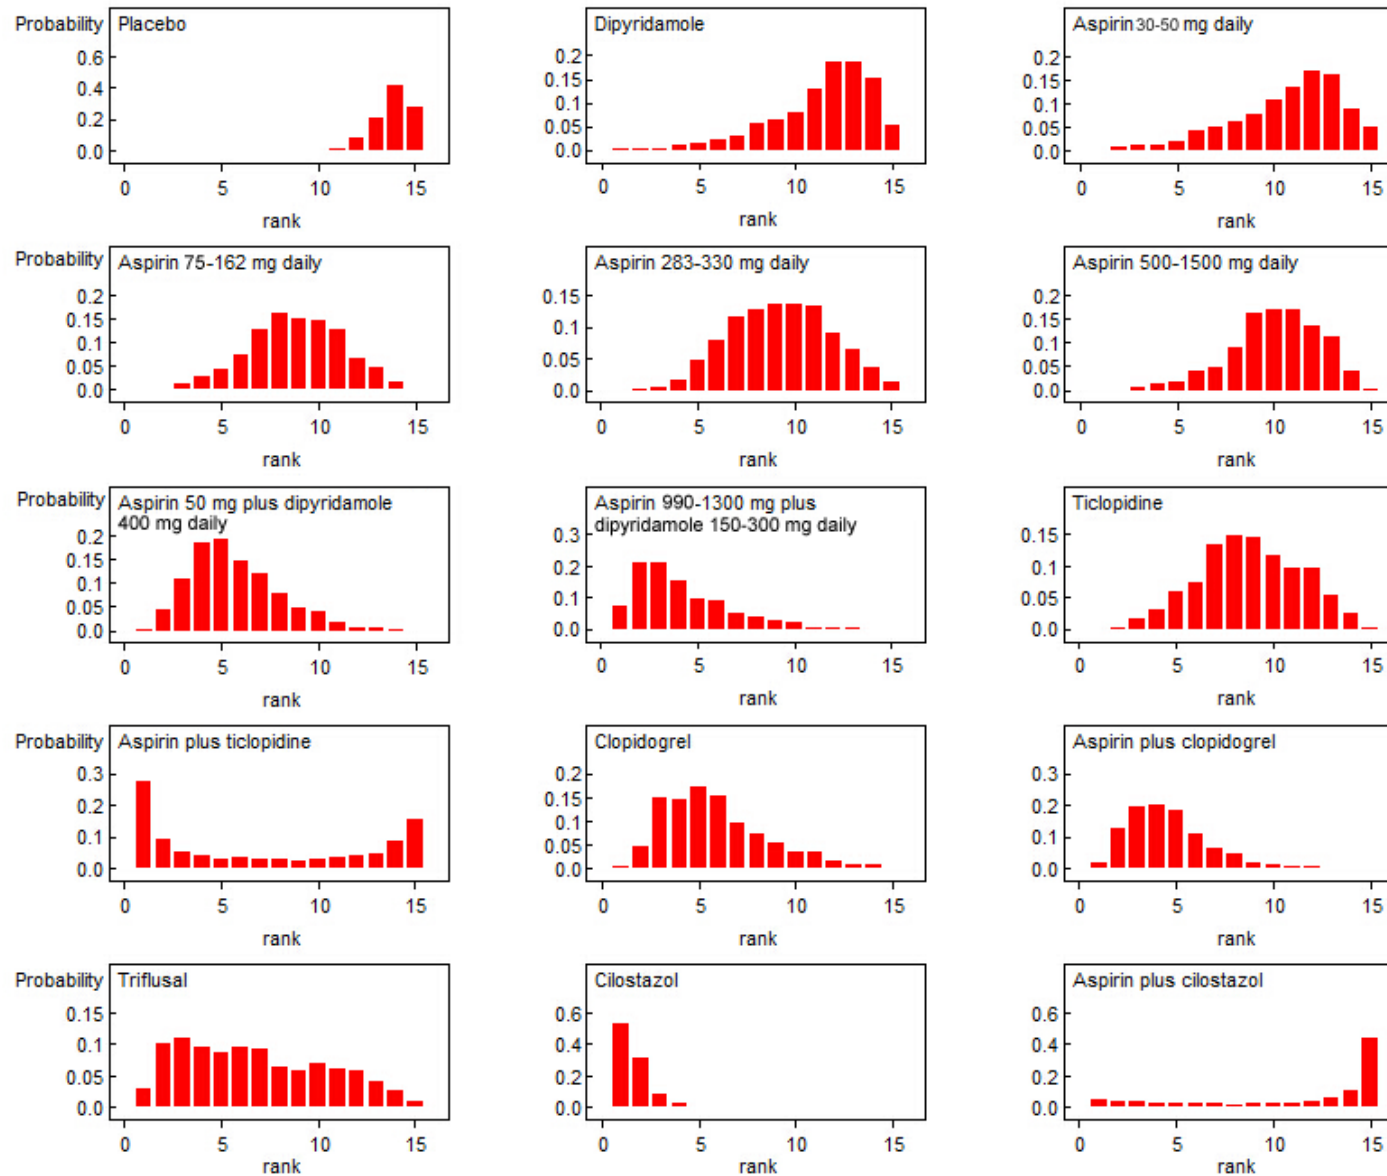 Probability Placebo
0.6
0.4
0.2
0.0
0 5 10 15
rank
Dipyridamole
0.2
0.15
0.1
0.05
0.0
0 5 10 15
rank
Aspirin 30-50 mg daily
0.2
0.15
0.1
0.05
0.0
0 5 10 15
rank
Probability Aspirin 75-162 mg daily
0.2
0.15
0.1
0.05
0.0
0 5 10 15
rank
Aspirin 283-330 mg daily
0.15
0.1
0.05
0.0
0 5 10 15
rank
Aspirin 500-1500 mg daily
0.2
0.15
0.1
0.05
0.0
0 5 10 15
rank
Probability Aspirin 50 mg plus dipyridamole
400 mg daily
0.2
0.15
0.1
0.05
0.0
0 5 10 15
rank
Aspirin 990-1300 mg plus
dipyridamole 150-300 mg daily
0.3
0.2
0.1
0.0
0 5 10 15
rank
Ticlopidine
0.15
0.1
0.05
0.0
0 5 10 15
rank
Probability Aspirin plus ticlopidine
0.3
0.2
0.1
0.0
0 5 10 15
rank
Clopidogrel
0.2
0.15
0.1
0.05
0.0
0 5 10 15
rank
Aspirin plus clopidogrel
0.3
0.2
0.1
0.0
0 5 10 15
rank
Probability Triflusal
0.15
0.1
0.05
0.0
0 5 10 15
rank
Cilostazol
0.6
0.4
0.2
0.0
0 5 10 15
rank
Aspirin plus cilostazol
0.6
0.4
0.2
0.0
0 5 10 15
rank